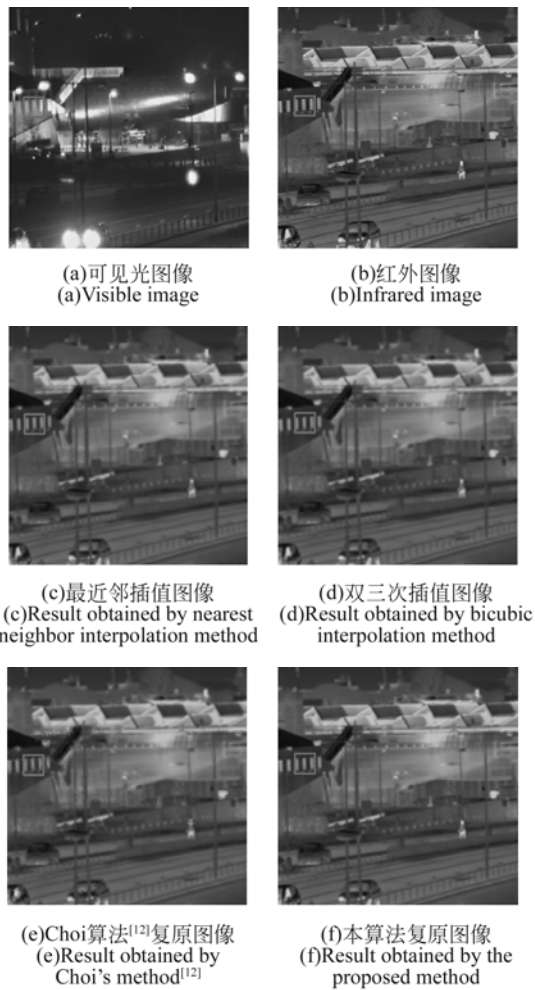 (a)可见光图像
(a)Visible image
(b)红外图像
(b)Infrared image
(c)最近邻插值图像
(c)Result obtained by nearest
neighbor interpolation method
(d)双三次插值图像
(d)Result obtained by bicubic
interpolation method
(e)Choi算法[12]复原图像
(e)Result obtained by
Choi's method[12]
(f)本算法复原图像
(f)Result obtained by the
proposed method